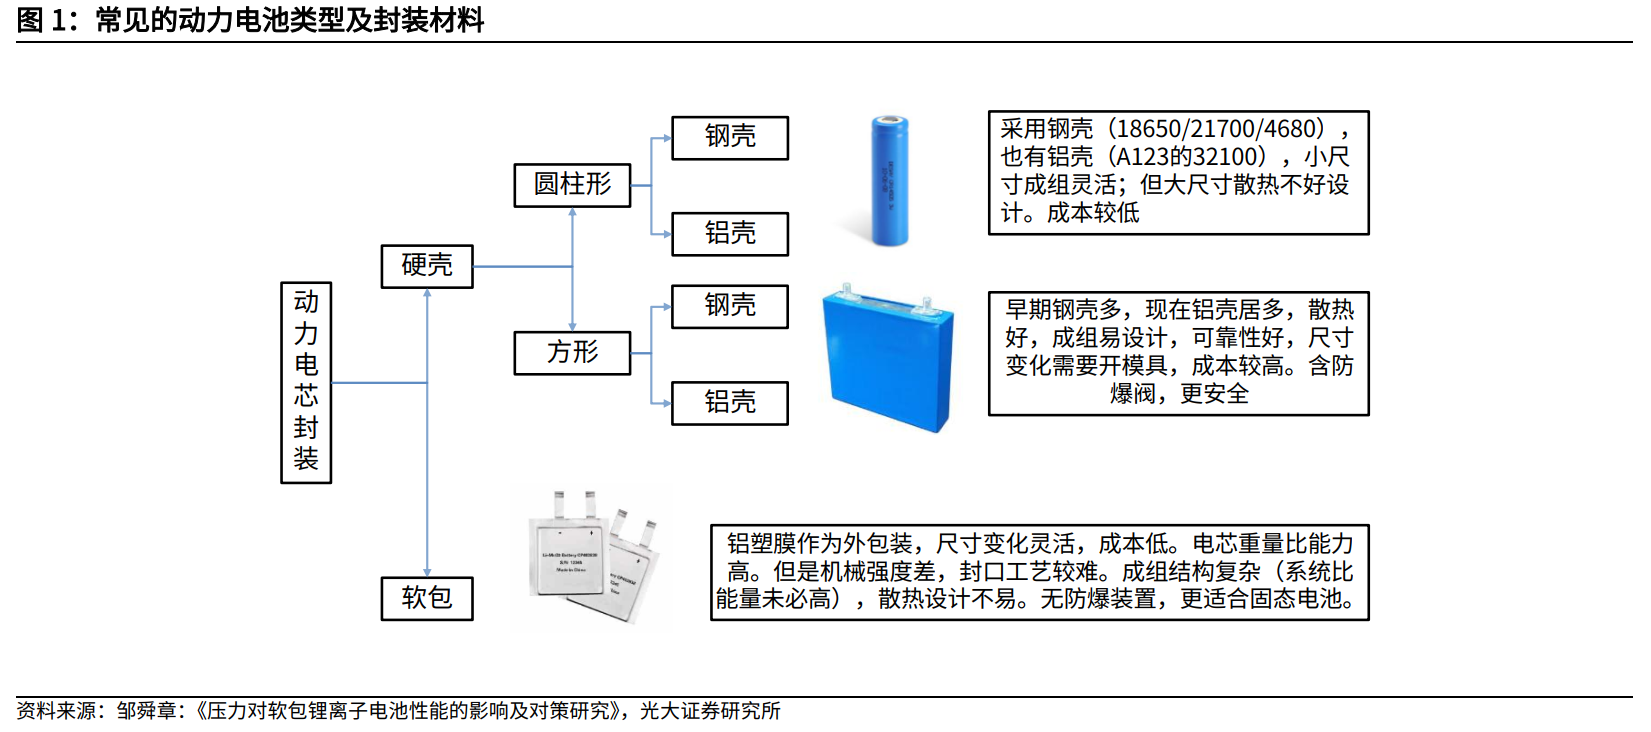 图 1：常见的动力电池类型及封装材料
动
力
电
芯
封
装
硬壳
软包
圆柱形
方形
钢壳
铝壳
钢壳
铝壳
采用钢壳（18650/21700/4680），
也有铝壳（A123的32100），小尺
寸成组灵活；但大尺寸散热不好设
计。成本较低
早期钢壳多，现在铝壳居多，散热
好，成组易设计，可靠性好，尺寸
变化需要开模具，成本较高。含防
爆阀，更安全
Made in China
铝塑膜作为外包装，尺寸变化灵活，成本低。电芯重量比能力
高。但是机械强度差，封口工艺较难。成组结构复杂（系统比
能量未必高），散热设计不易。无防爆装置，更适合固态电池。
资料来源：邹舜章：《压力对软包锂离子电池性能的影响及对策研究》，光大证券研究所